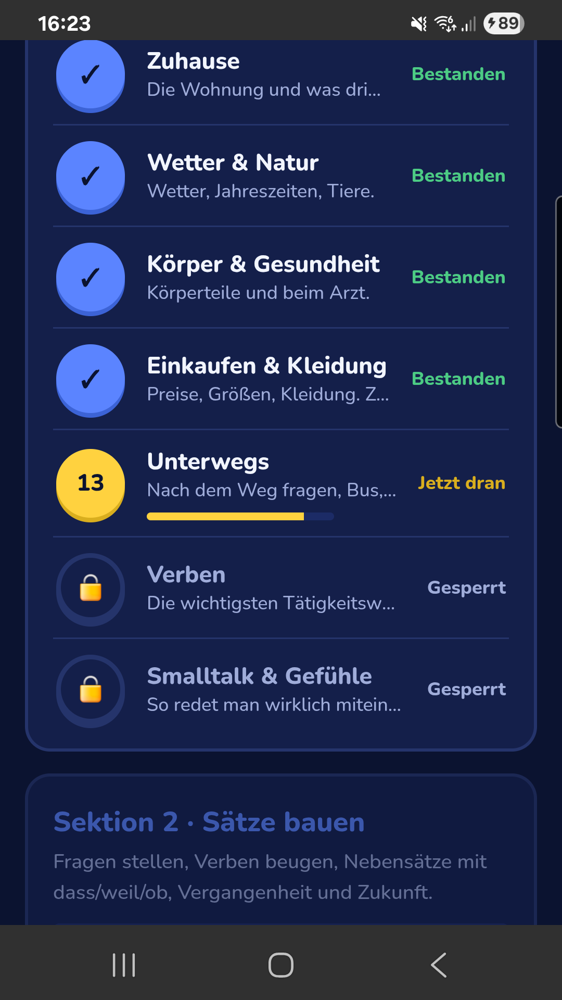 16:23
6
89
Zuhause
Die Wohnung und was dri...
Bestanden
Wetter & Natur
Wetter, Jahreszeiten, Tiere.
Bestanden
Körper & Gesundheit
Körperteile und beim Arzt.
Bestanden
Einkaufen & Kleidung
Preise, Größen, Kleidung. Z...
Bestanden
13
Unterwegs
Nach dem Weg fragen, Bus,...
Jetzt dran
Verben
Die wichtigsten Tätigkeitsw...
Gesperrt
Smalltalk & Gefühle
So redet man wirklich mitein...
Gesperrt
Sektion 2 · Sätze bauen
Fragen stellen, Verben beugen, Nebensätze mit
dass/weil/ob, Vergangenheit und Zukunft.